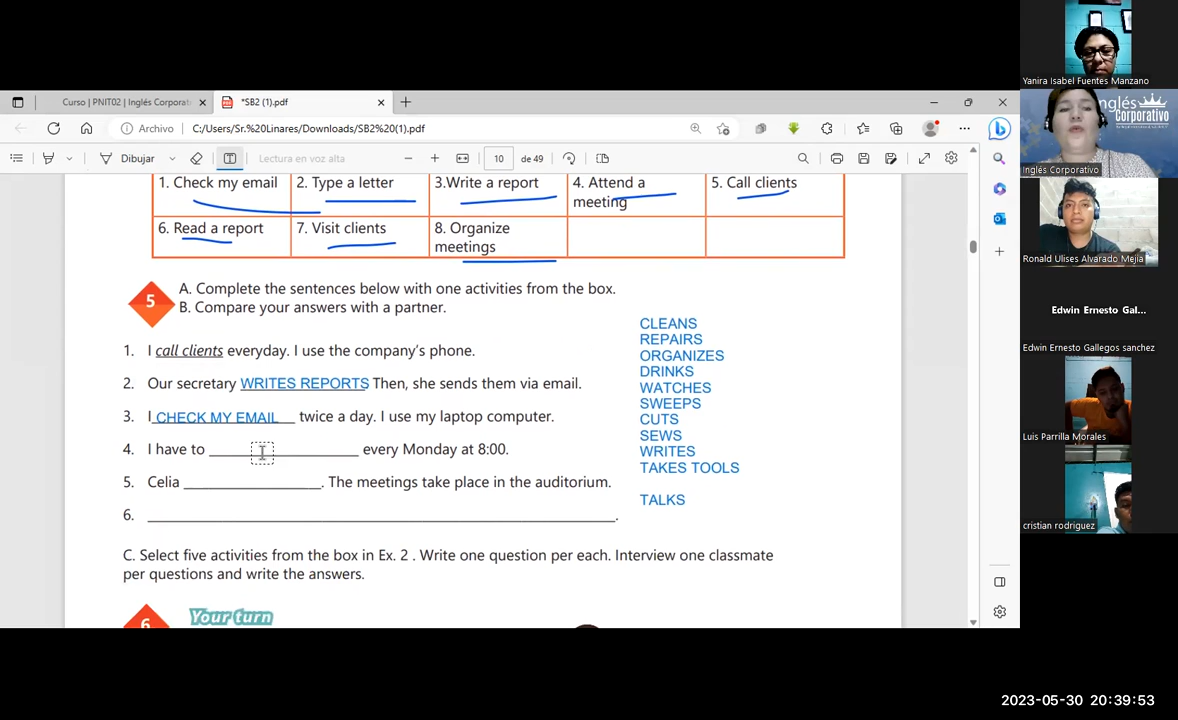 Curso | PNIT02 | Inglés Corporat
*SB2 (1).pdf
Archivo
C:/Users/Sr.%20Linares/Downloads/SB2%20(1).pdf
Dibujar
Lectura en voz alta
10
de 49
1. Check my email
2. Type a letter
3.Write a report
4. Attend a
meeting
5. Call clients
6. Read a report
7. Visit clients
8. Organize
meetings
5
A. Complete the sentences below with one activities from the box.
B. Compare your answers with a partner.
1. I call clients everyday. I use the company's phone.
2. Our secretary WRITES REPORTS Then, she sends them via email.
3. I CHECK MY EMAIL twice a day. I use my laptop computer.
4. I have to ________________ every Monday at 8:00.
5. Celia ________________. The meetings take place in the auditorium.
6. ________________.
CLEANS
REPAIRS
ORGANIZES
DRINKS
WATCHES
SWEEPS
CUTS
SEWS
WRITES
TAKES TOOLS
TALKS
C. Select five activities from the box in Ex. 2 . Write one question per each. Interview one classmate
per questions and write the answers.
6
Your turn
Yanira Isabel Fuentes Manzano
Inglés
Corporativo
Inglés Corporativo
Ronald Ulises Alvarado Mejía
Edwin Ernesto Gal...
Edwin Ernesto Gallegos sanchez
Luis Parrilla Morales
cristian rodriguez
2023-05-30 20:39:53